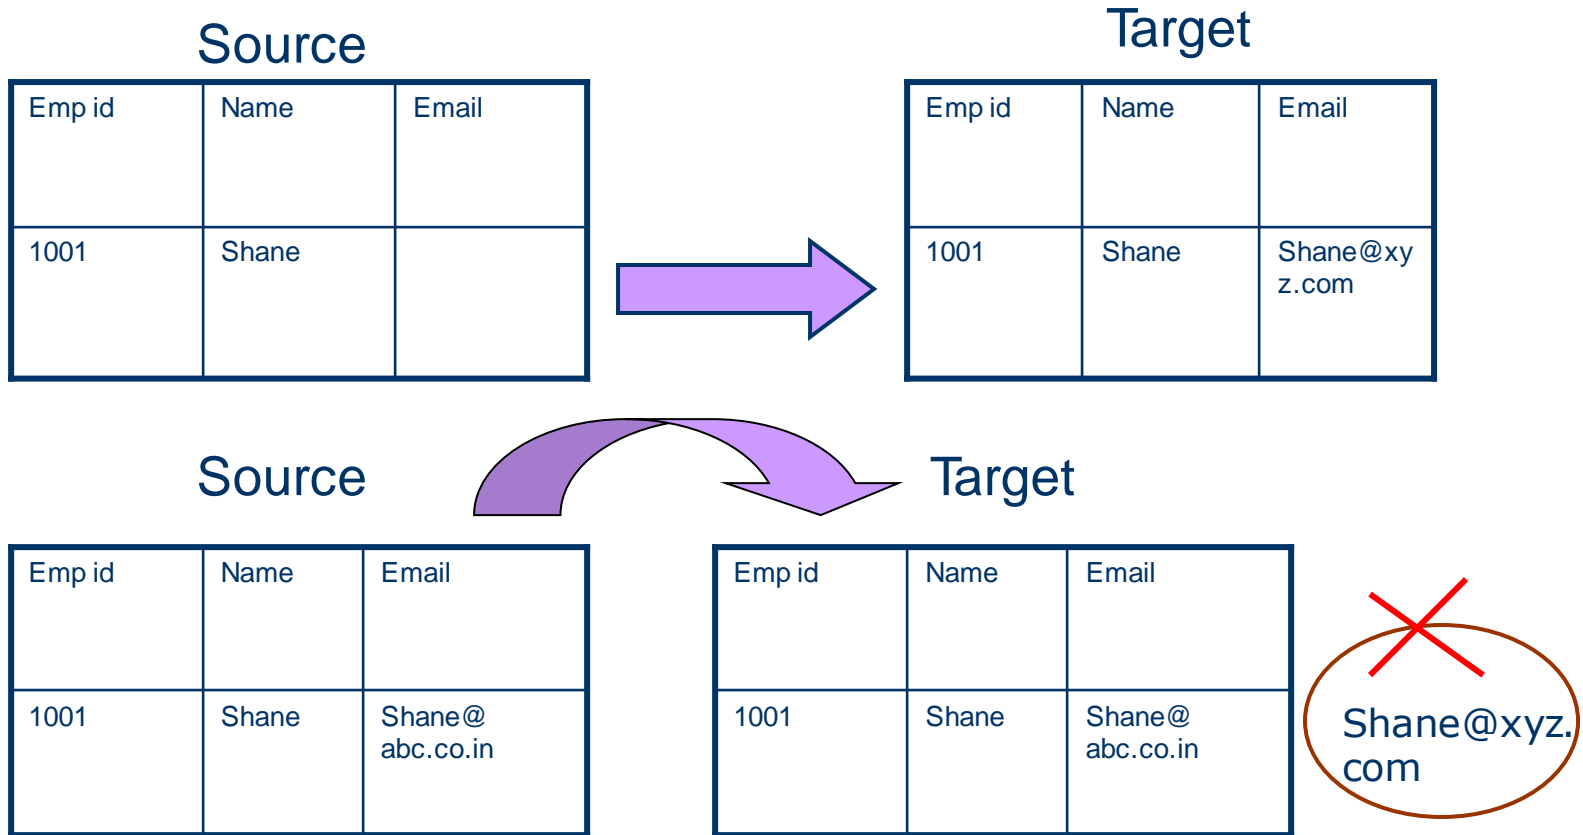 Source
Target
Emp id Name Email
1001 Shane
Emp id Name Email
1001 Shane Shane@xy
z.com
Source
Target
Emp id Name Email
1001 Shane Shane@
abc.co.in
Emp id Name Email
1001 Shane Shane@
abc.co.in
Shane@xyz.
com